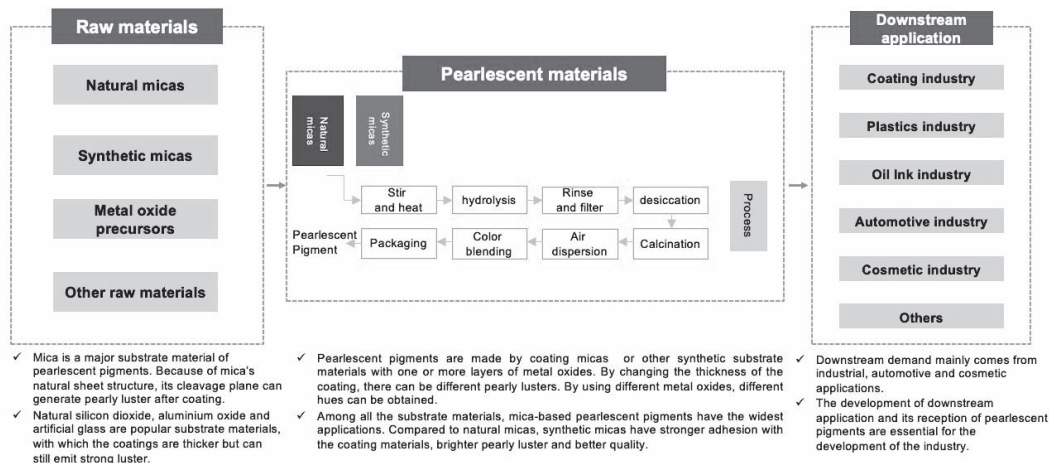 Raw materials
Natural micas
Synthetic micas
Metal oxide
precursors
Other raw materials
✓ Mica is a major substrate material of
pearlescent pigments. Because of mica's
natural sheet structure, its cleavage plane can
generate pearly luster after coating.
✓ Natural silicon dioxide, aluminium oxide and
artificial glass are popular substrate materials,
with which the coatings are thicker but can
still emit strong luster.
Pearlescent materials
Natural
micas
Synthetic
micas
Stir
and heat
hydrolysis
Rinse
and filter
desiccation
Process
Calcination
Air
dispersion
Color
blending
Packaging
Pearlescent
Pigment
✓ Pearlescent pigments are made by coating micas or other synthetic substrate
materials with one or more layers of metal oxides. By changing the thickness of the
coating, there can be different pearly lusters. By using different metal oxides, different
hues can be obtained.
✓ Among all the substrate materials, mica-based pearlescent pigments have the widest
applications. Compared to natural micas, synthetic micas have stronger adhesion with
the coating materials, brighter pearly luster and better quality.
Downstream
application
Coating industry
Plastics industry
Oil Ink industry
Automotive industry
Cosmetic industry
Others
✓ Downstream demand mainly comes from
industrial, automotive and cosmetic
applications.
✓ The development of downstream
application and its reception of pearlescent
pigments are essential for the
development of the industry.